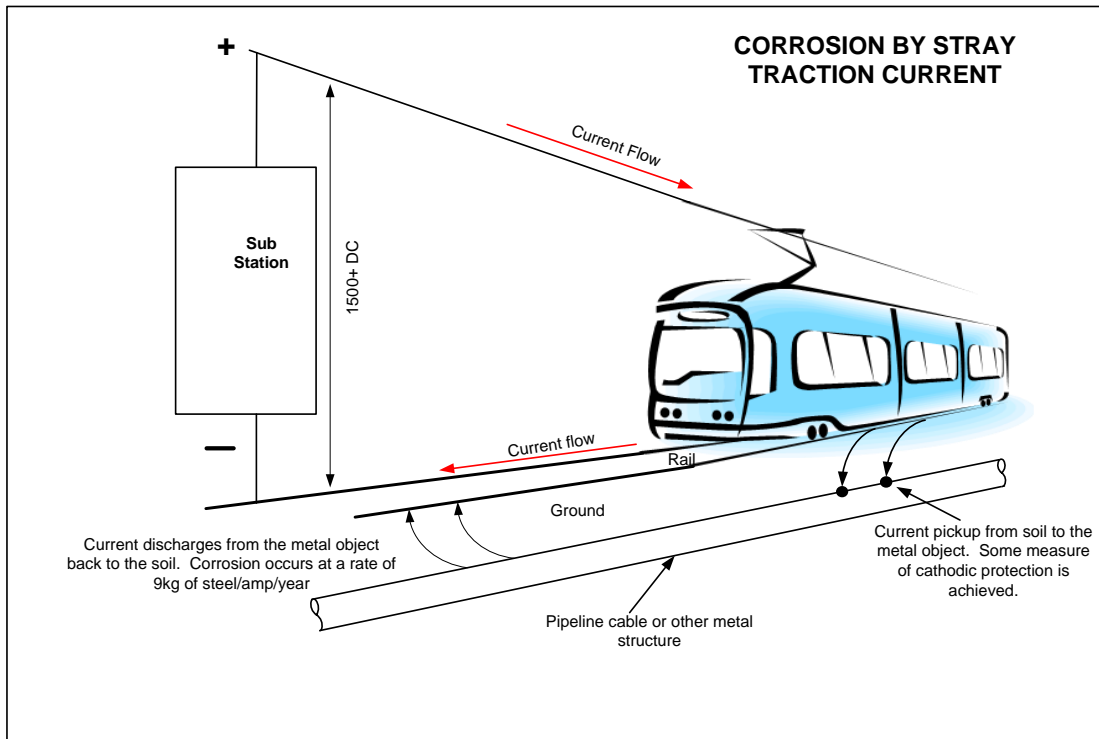 CORROSION BY STRAY
TRACTION CURRENT
+
Current Flow
Sub
Station
1500+ DC
Current flow
Rail
Ground
Current discharges from the metal object
back to the soil.  Corrosion occurs at a rate of
9kg of steel/amp/year
Current pickup from soil to the
metal object.  Some measure
of cathodic protection is
achieved.
Pipeline cable or other metal
structure